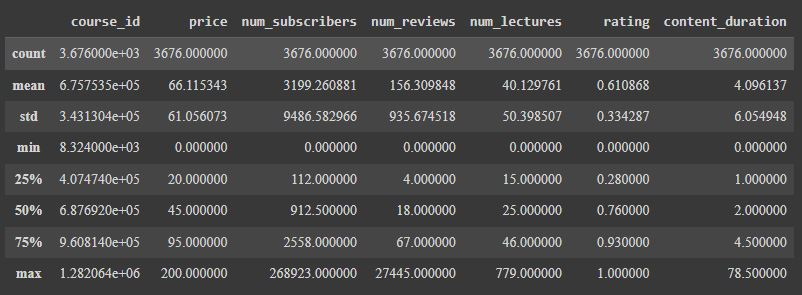 course_id price num_subscribers num_reviews num_lectures rating content_duration
count 3.676000e+03 3676.000000 3676.000000 3676.000000 3676.000000 3676.000000 3676.000000
mean 6.757535e+05 66.115343 3199.260881 156.309848 40.129761 0.610868 4.096137
std 3.431304e+05 61.056073 9486.582966 935.674518 50.398507 0.334287 6.054948
min 8.324000e+03 0.000000 0.000000 0.000000 0.000000 0.000000 0.000000
25% 4.074740e+05 20.000000 112.000000 4.000000 15.000000 0.280000 1.000000
50% 6.876920e+05 45.000000 912.500000 18.000000 25.000000 0.760000 2.000000
75% 9.608140e+05 95.000000 2558.000000 67.000000 46.000000 0.930000 4.500000
max 1.282064e+06 200.000000 268923.000000 27445.000000 779.000000 1.000000 78.500000